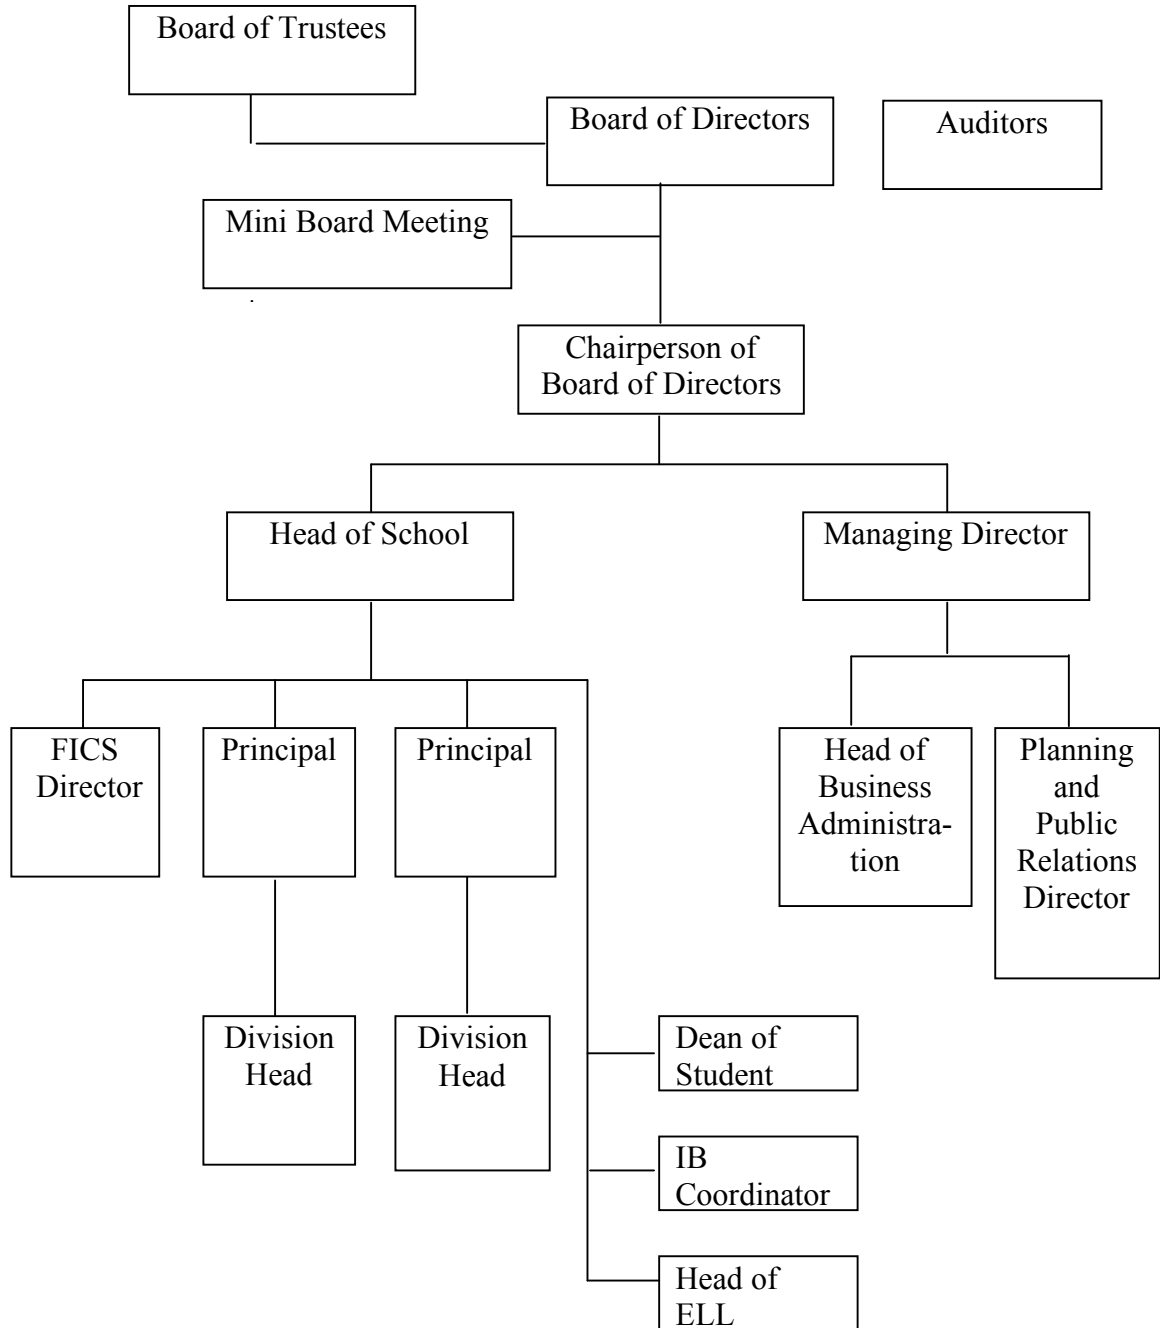 Board of Trustees
Board of Directors
Auditors
Mini Board Meeting
.
Chairperson of
Board of Directors
Head of School
Managing Director
FICS
Director
Principal
Principal
Head of
Business
Administra-
tion
Planning
and
Public
Relations
Director
Division
Head
Division
Head
Dean of
Student
IB
Coordinator
Head of
ELL